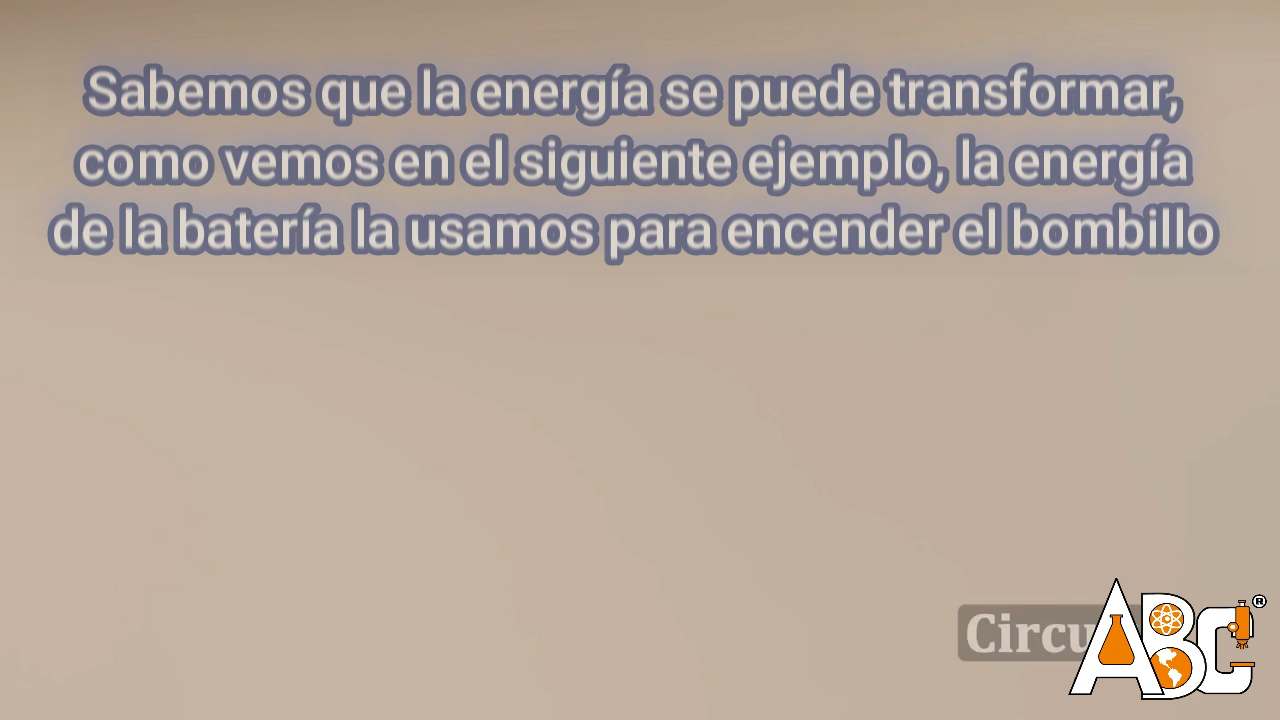 Sabemos que la energía se puede transformar,
como vemos en el siguiente ejemplo, la energía
de la batería la usamos para encender el bombillo
ABC ®